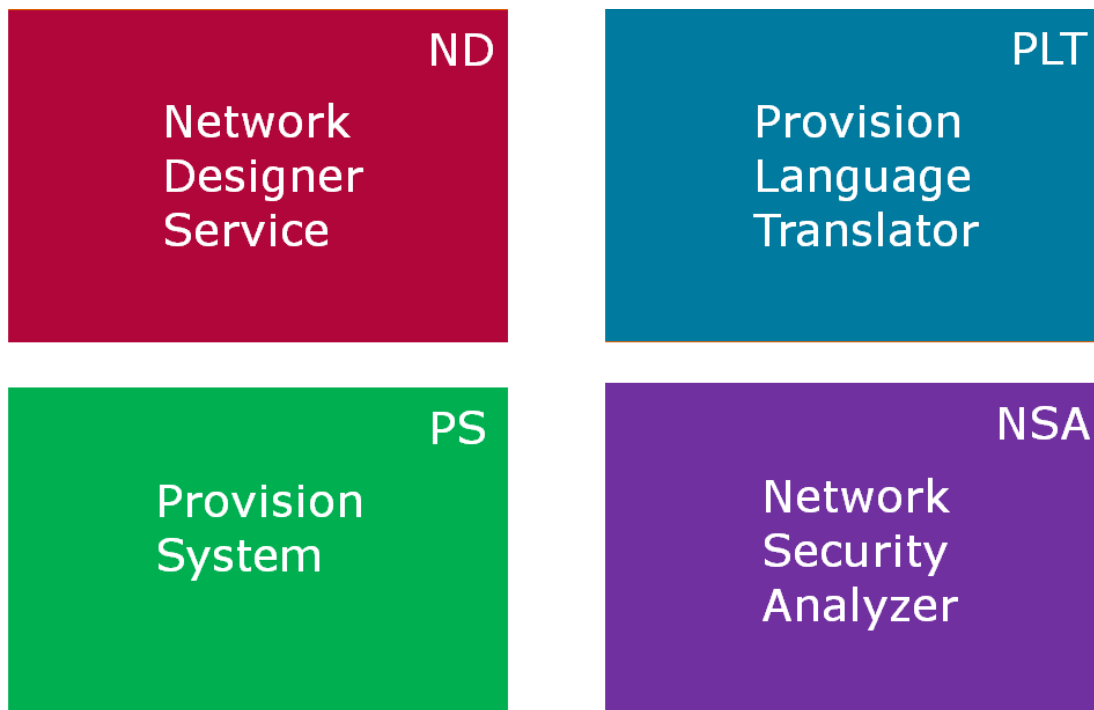 ND
Network
Designer
Service
PLT
Provision
Language
Translator
PS
Provision
System
NSA
Network
Security
Analyzer